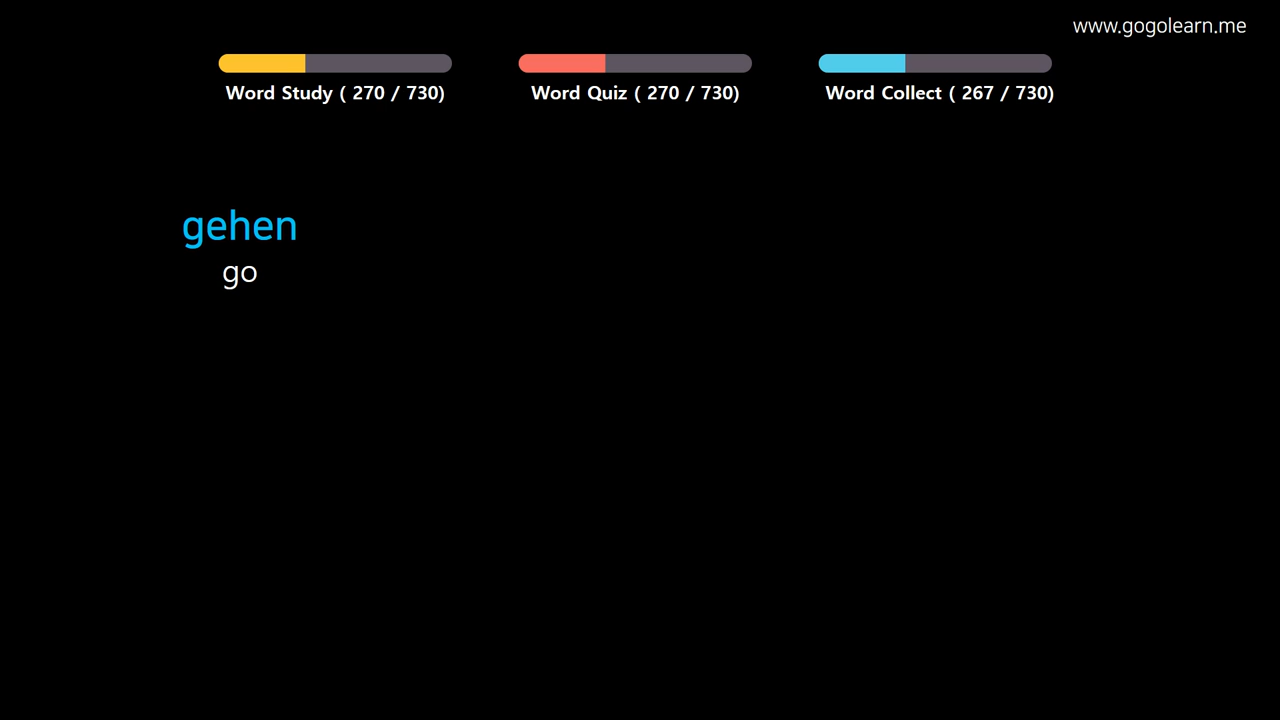 www.gogolearn.me
Word Study ( 270 / 730)
Word Quiz ( 270 / 730)
Word Collect ( 267 / 730)
gehen
go